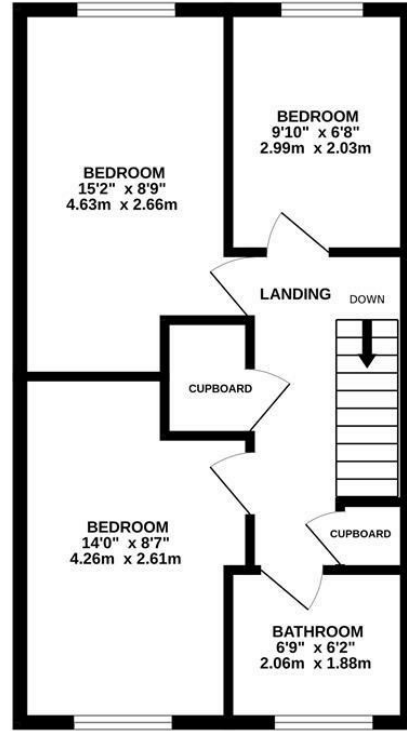 BEDROOM
9'10" x 6'8"
2.99m x 2.03m
BEDROOM
15'2" x 8'9"
4.63m x 2.66m
LANDING
DOWN
CUPBOARD
BEDROOM
14'0" x 8'7"
4.26m x 2.61m
CUPBOARD
BATHROOM
6'9" x 6'2"
2.06m x 1.88m